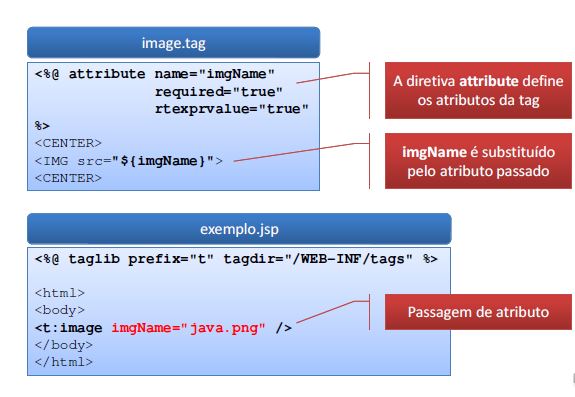 image.tag
<%@ attribute name="imgName"
required="true"
rtexprvalue="true"
%>
<CENTER>
<IMG src="${imgName}">
<CENTER>
A diretiva attribute define
os atributos da tag
imgName é substituído
pelo atributo passado
exemplo.jsp
<%@ taglib prefix="t" tagdir="/WEB-INF/tags" %>
<html>
<body>
<t:image imgName="java.png" />
</body>
</html>
Passagem de atributo